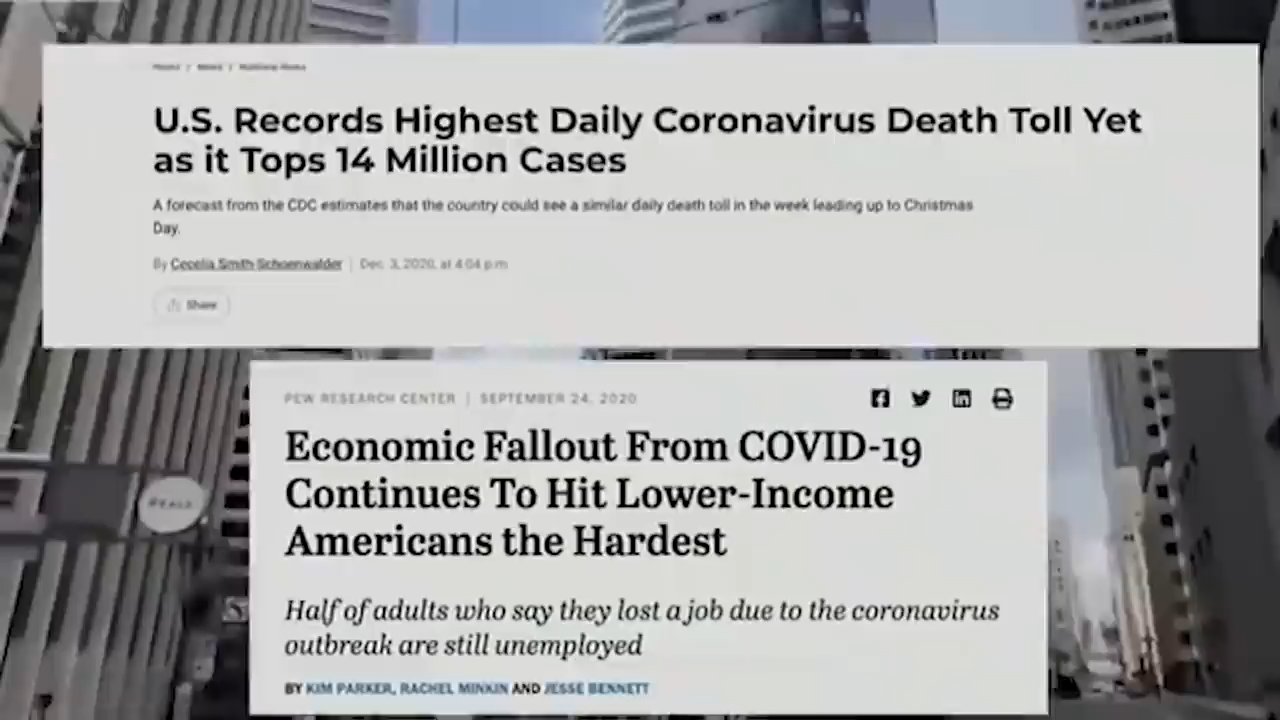 U.S. Records Highest Daily Coronavirus Death Toll Yet
as it Tops 14 Million Cases
A forecast from the CDC estimates that the country could see a similar daily death toll in the week leading up to Christmas
Day.
By Cecelia Smith-Schoenwalder | Dec. 3, 2020, at 4:04 p.m.
Share
PEW RESEARCH CENTER | SEPTEMBER 24, 2020
Economic Fallout From COVID-19
Continues To Hit Lower-Income
Americans the Hardest
Half of adults who say they lost a job due to the coronavirus
outbreak are still unemployed
BY KIM PARKER, RACHEL MINKIN AND JESSE BENNETT